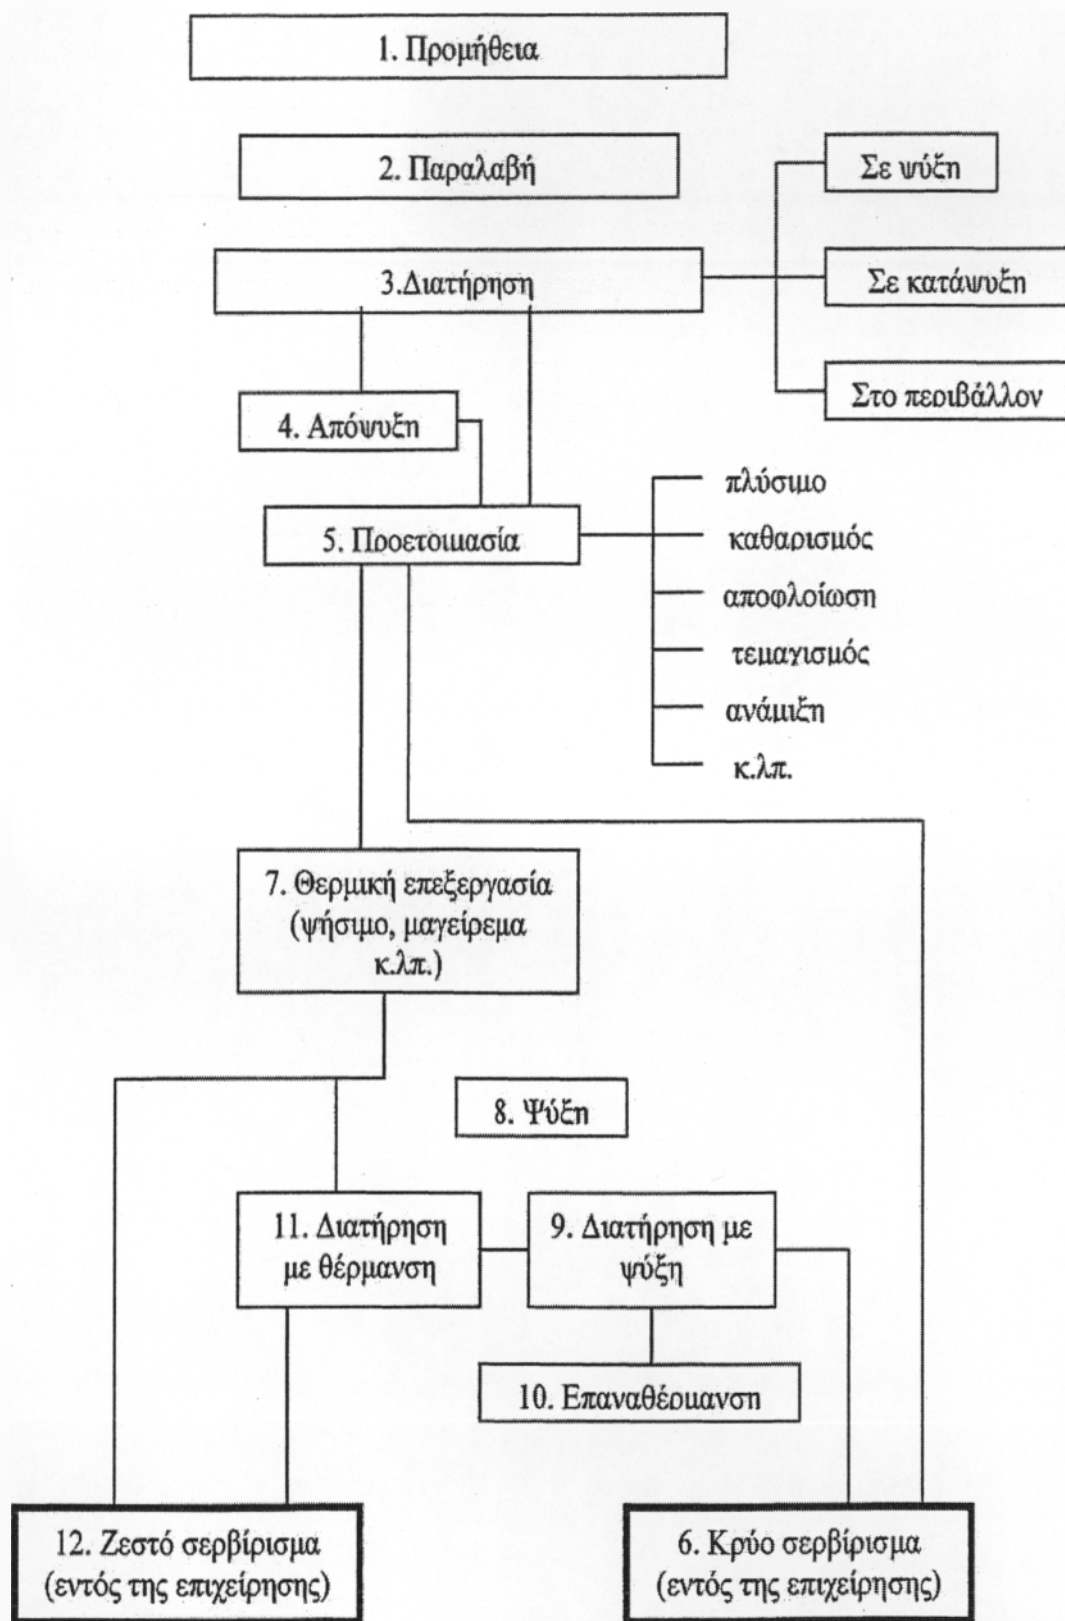 1. Προμήθεια
2. Παραλαβή
Σε ψύξη
3.Διατήρηση
Σε κατάψυξη
Στο περιβάλλον
4. Απόψυξη
πλύσιμο
5. Προετοιμασία
καθαρισμός
αποφλοίωση
τεμαχισμός
ανάμιξη
κ.λπ.
7. Θερμική επεξεργασία
(ψήσιμο, μαγείρεμα
κ.λπ.)
8. Ψύξη
11. Διατήρηση
με θέρμανση
9. Διατήρηση με
ψύξη
10. Επαναθέρμανση
12. Ζεστό σερβίρισμα
(εντός της επιχείρησης)
6. Κρύο σερβίρισμα
(εντός της επιχείρησης)